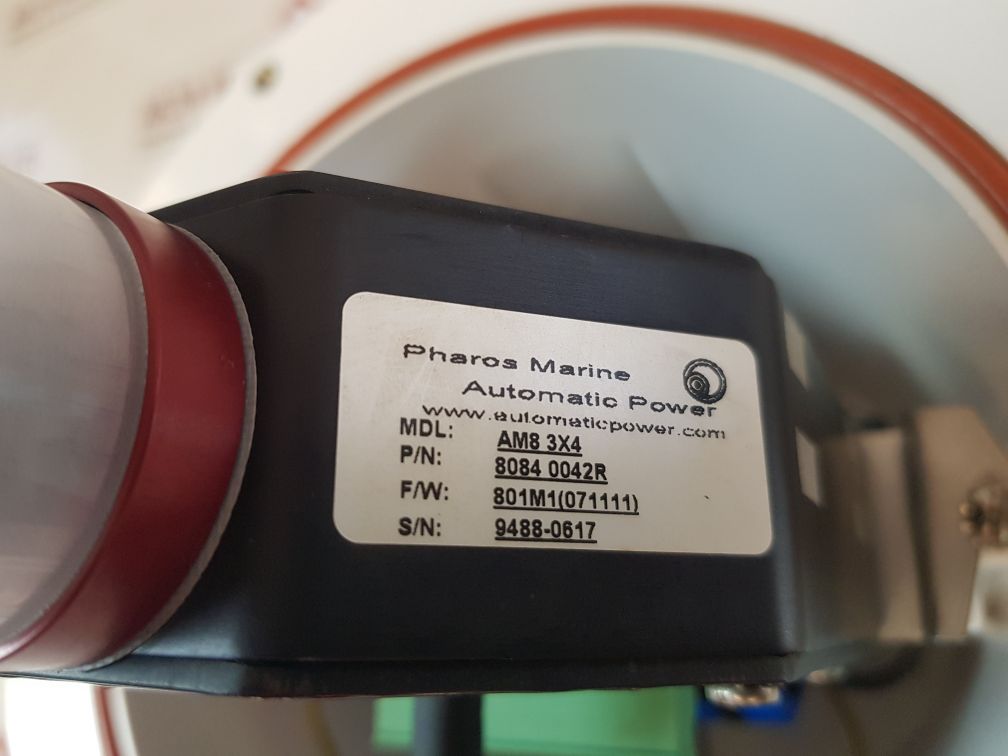 Pharos Marine
Automatic Power
www.automaticpower.com
MDL: AM8 3X4
P/N: 8084 0042R
F/W: 801M1(071111)
S/N: 9488-0617